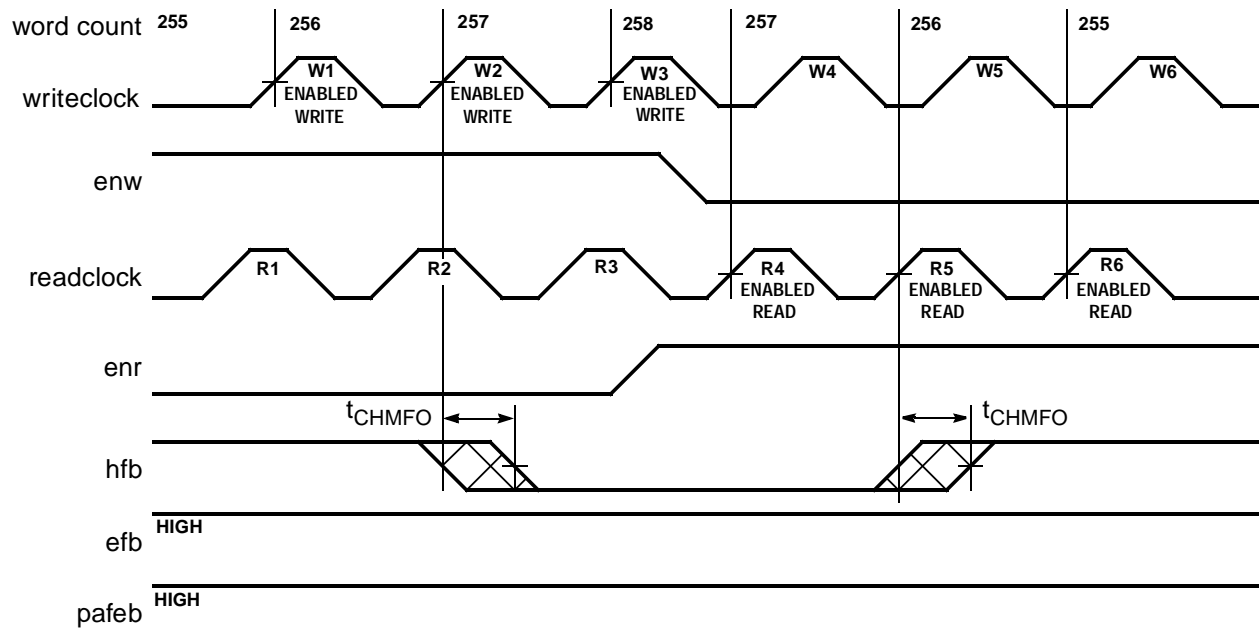 word count 255 256 257 258 257 256 255
writeclock W1 W2 W3 W4 W5 W6
ENABLED ENABLED ENABLED
WRITE WRITE WRITE
enw
readclock R1 R2 R3 R4 R5 R6
ENABLED ENABLED ENABLED
READ READ READ
enr
tCHMFO tCHMFO
hfb
HIGH
efb
HIGH
pafeb